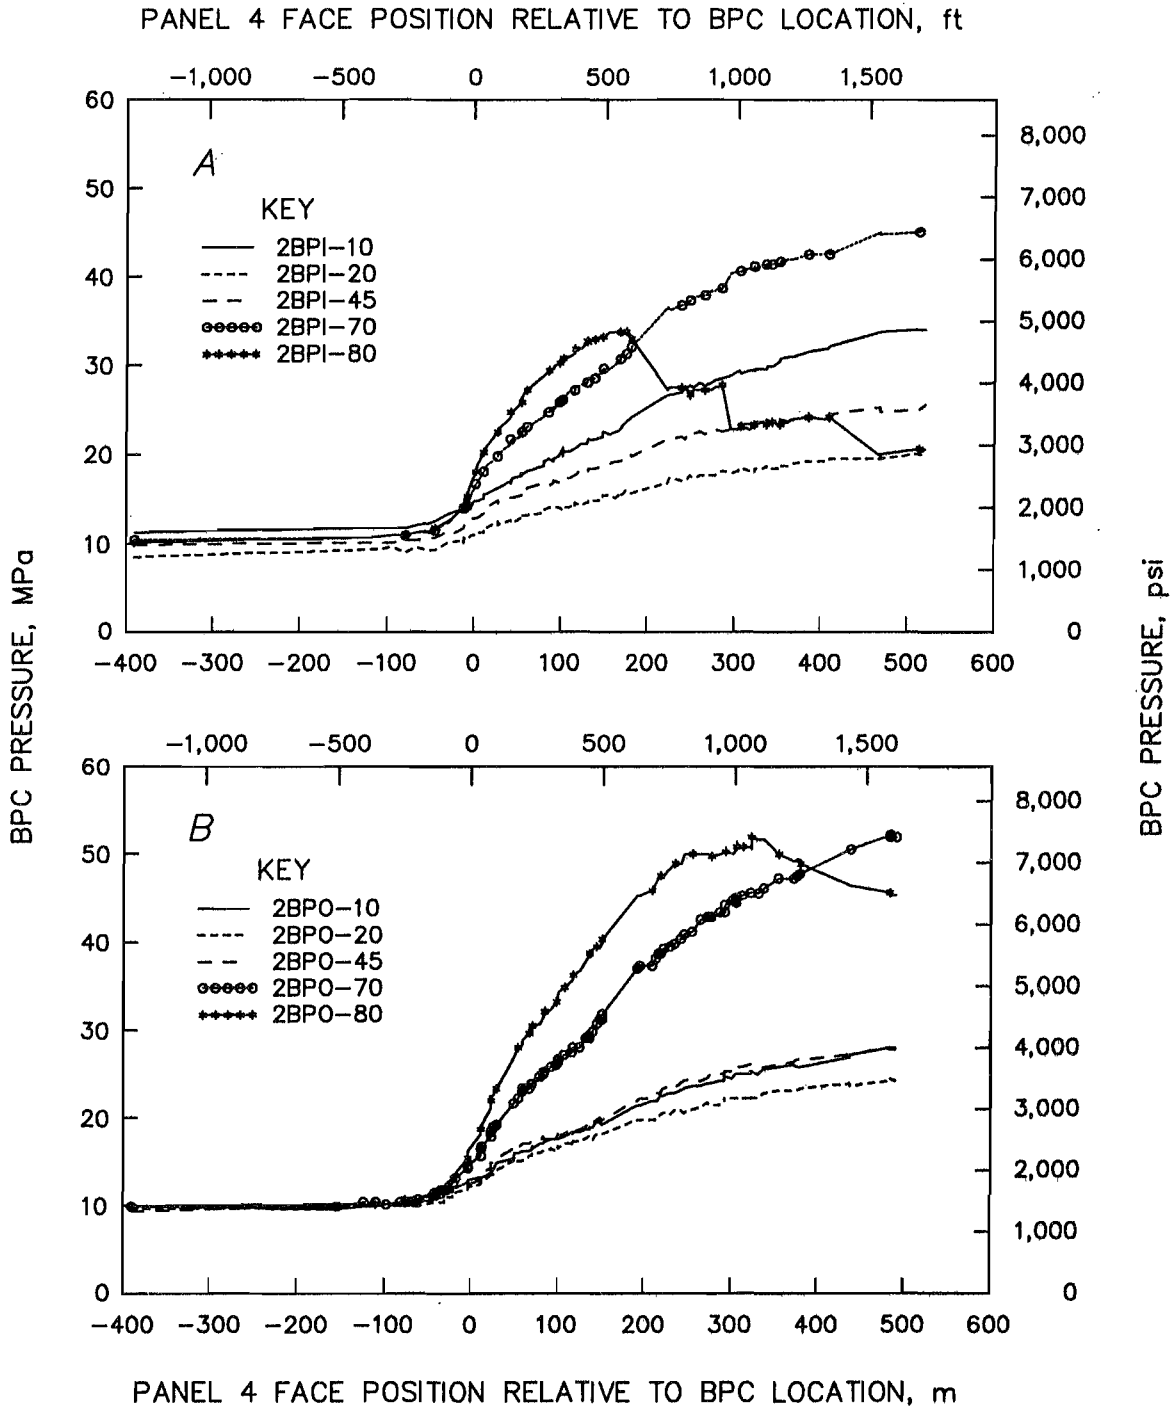 PANEL 4 FACE POSITION RELATIVE TO BPC LOCATION, ft
−1,000 −500 0 500 1,000 1,500
60
50
40
30
20
10
0
A
KEY
2BPI−10
2BPI−20
2BPI−45
2BPI−70
2BPI−80
8,000
7,000
6,000
5,000
4,000
3,000
2,000
1,000
0
−400 −300 −200 −100 0 100 200 300 400 500 600
BPC PRESSURE, MPa
BPC PRESSURE, psi
−1,000 −500 0 500 1,000 1,500
60
50
40
30
20
10
0
B
KEY
2BPO−10
2BPO−20
2BPO−45
2BPO−70
2BPO−80
8,000
7,000
6,000
5,000
4,000
3,000
2,000
1,000
0
−400 −300 −200 −100 0 100 200 300 400 500 600
PANEL 4 FACE POSITION RELATIVE TO BPC LOCATION, m